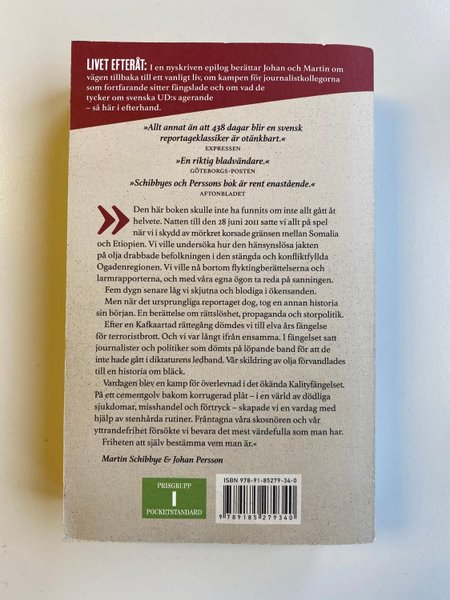 LIVET EFTERÅT: I en nyskriven epilog berättar Johan och Martin om
vägen tillbaka till ett vanligt liv, om kampen för journalistkollegorna
som fortfarande sitter fängslade och om vad de
tycker om svenska UD:s agerande
– så här i efterhand.
»Allt annat än att 438 dagar blir en svensk
reportageklassiker är otänkbart.«
EXPRESSEN
»En riktig bladvändare.«
GÖTEBORGS-POSTEN
»Schibbyes och Perssons bok är rent enastående.«
AFTONBLADET
» Den här boken skulle inte ha funnits om inte allt gått åt
helvete. Natten till den 28 juni 2011 satte vi allt på spel
när vi i skydd av mörkret korsade gränsen mellan Somalia
och Etiopien. Vi ville undersöka hur den hänsynslösa jakten
på olja drabbade befolkningen i den stängda och konfliktfyllda
Ogadenregionen. Vi ville nå bortom flyktingberättelserna och
larmrapporterna, och med våra egna ögon ta reda på sanningen.
Fem dygn senare låg vi skjutna och blodiga i ökensanden.
Men när det ursprungliga reportaget dog, tog en annan historia
sin början. En berättelse om rättslöshet, propaganda och storpolitik.
Efter en Kafkaartad rättegång dömdes vi till elva års fängelse
för terroristbrott. Och vi var långt ifrån ensamma. I fängelset satt
journalister och politiker som dömts på löpande band för att de
inte hade gått i diktaturens ledband. Vår skildring av olja förvandlades
till en historia om bläck.
Vardagen blev en kamp för överlevnad i det ökända Kalityfängelset.
På ett cementgolv bakom korrugerad plåt – i en värld av dödliga
sjukdomar, misshandel och förtryck – skapade vi en vardag med
hjälp av stenhårda rutiner. Fråntagna våra skosnören och vår
yttrandefrihet försökte vi bevara det mest värdefulla som man har.
Friheten att själv bestämma vem man är.«
Martin Schibbye & Johan Persson
PRISGRUPP
I
POCKETSTANDARD
ISBN 978-91-85279-34-0
9789185279340